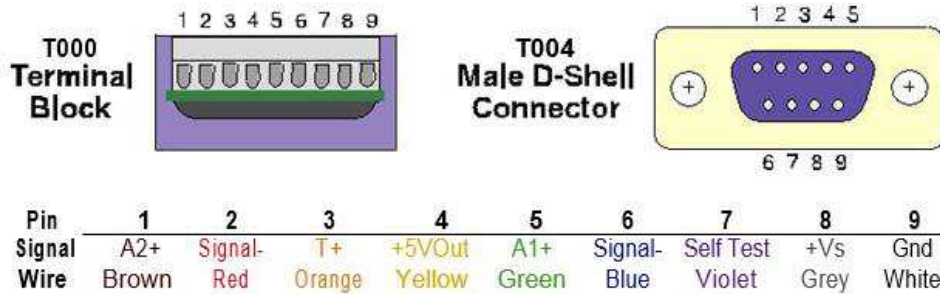 1 2 3 4 5 6 7 8 9
T000
Terminal
Block
T004
Male D-Shell
Connector
1 2 3 4 5
6 7 8 9
Pin 1 2 3 4 5 6 7 8 9
Signal A2+ Signal- T+ +5VOut A1+ Signal- Self Test +Vs Gnd
Wire Brown Red Orange Yellow Green Blue Violet Grey White